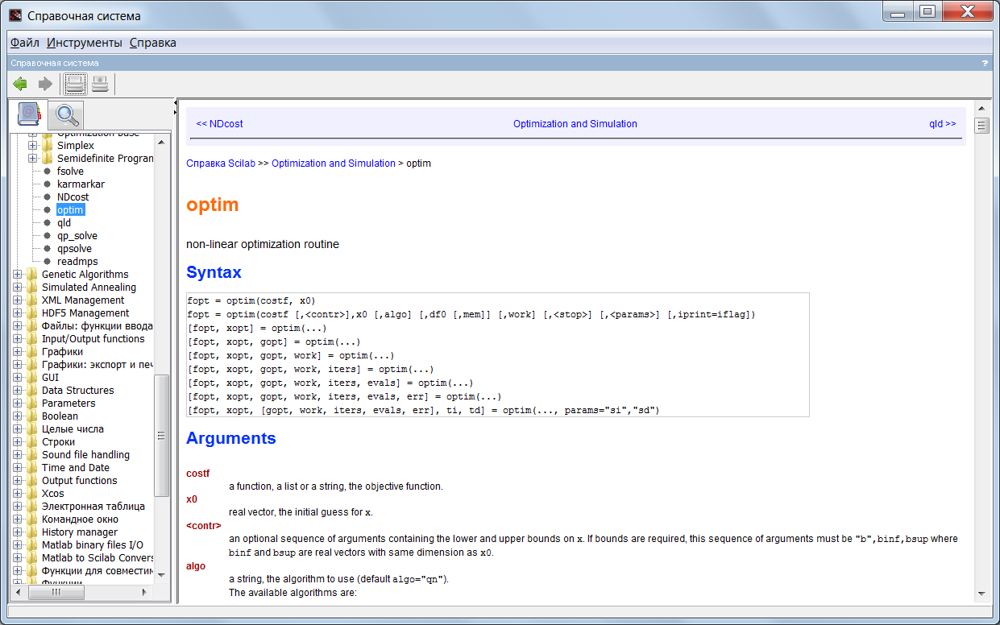 Справочная система
Файл Инструменты Справка
Справочная система
?
Optimization base
Simplex
Semidefinite Program
fsolve
karmarkar
NDcost
optim
qld
qp_solve
qpsolve
readmps
Genetic Algorithms
Simulated Annealing
XML Management
HDF5 Management
Файлы: функции ввода
Input/Output functions
Графики
Графики: экспорт и печ
GUI
Data Structures
Parameters
Boolean
Целые числа
Строки
Sound file handling
Time and Date
Output functions
Xcos
Электронная таблица
Командное окно
History manager
Matlab binary files I/O
Matlab to Scilab Convers
Функции для совместим
Функции
<< NDcost Optimization and Simulation qld >>
Справка Scilab >> Optimization and Simulation > optim
optim
non-linear optimization routine
Syntax
fopt = optim(costf, x0)
fopt = optim(costf [,<contr>],x0 [,algo] [,df0 [,mem]] [,work] [,<stop>] [,<params>] [,iprint=iflag])
[fopt, xopt] = optim(...)
[fopt, xopt, gopt] = optim(...)
[fopt, xopt, gopt, work] = optim(...)
[fopt, xopt, gopt, work, iters] = optim(...)
[fopt, xopt, gopt, work, iters, evals] = optim(...)
[fopt, xopt, gopt, work, iters, evals, err] = optim(...)
[fopt, xopt, [gopt, work, iters, evals, err], ti, td] = optim(..., params="si","sd")
Arguments
costf
a function, a list or a string, the objective function.
x0
real vector, the initial guess for x.
<contr>
an optional sequence of arguments containing the lower and upper bounds on x. If bounds are required, this sequence of arguments must be "b",binf,bsup where
binf and bsup are real vectors with same dimension as x0.
algo
a string, the algorithm to use (default algo="qn").
The available algorithms are: